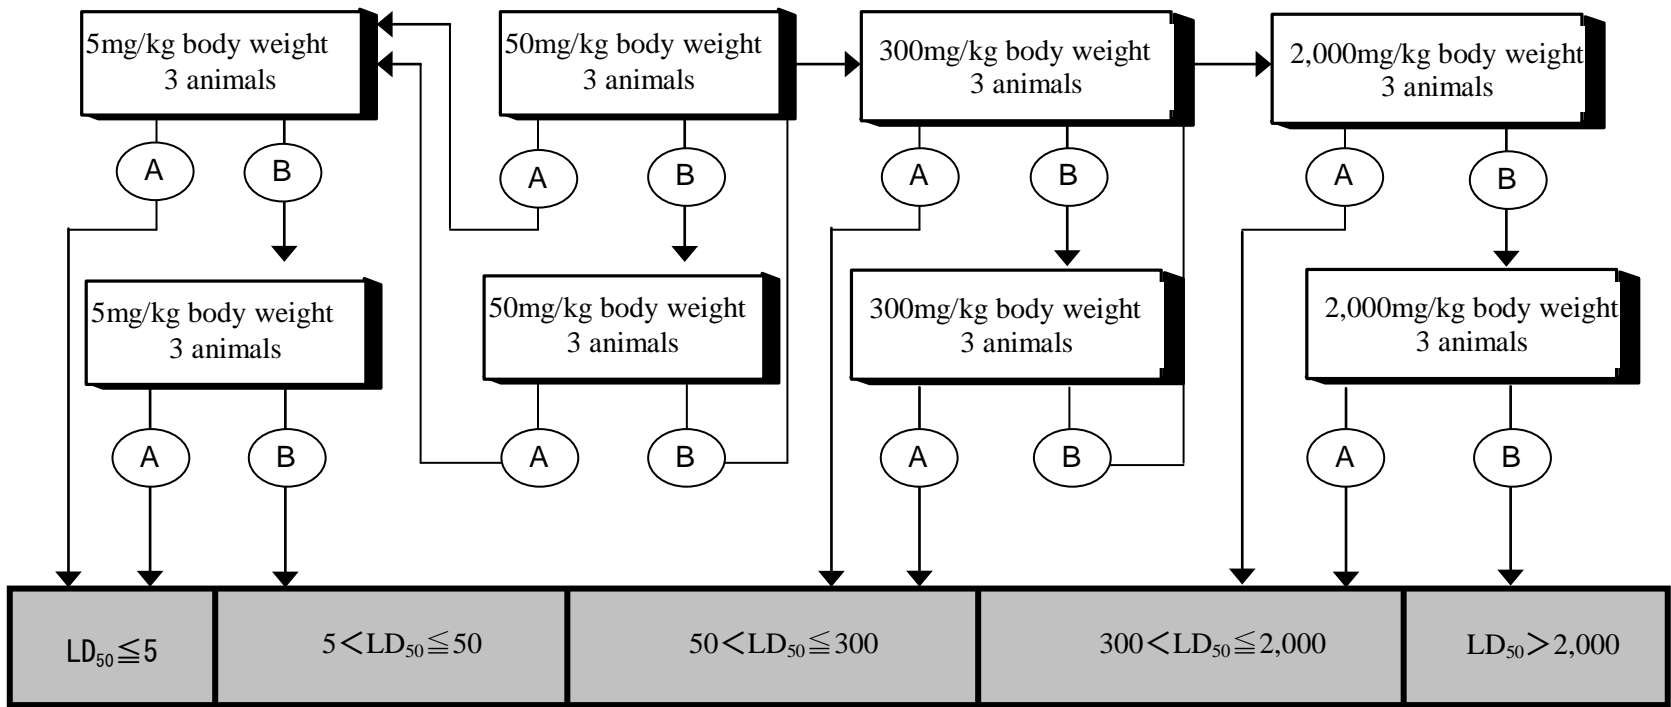 5mg/kg body weight
3 animals
50mg/kg body weight
3 animals
300mg/kg body weight
3 animals
2,000mg/kg body weight
3 animals
A
B
A
B
A
B
A
B
5mg/kg body weight
3 animals
50mg/kg body weight
3 animals
300mg/kg body weight
3 animals
2,000mg/kg body weight
3 animals
A
B
A
B
A
B
A
B
LD₅₀≦5
5<LD₅₀≦50
50<LD₅₀≦300
300<LD₅₀≦2,000
LD₅₀>2,000